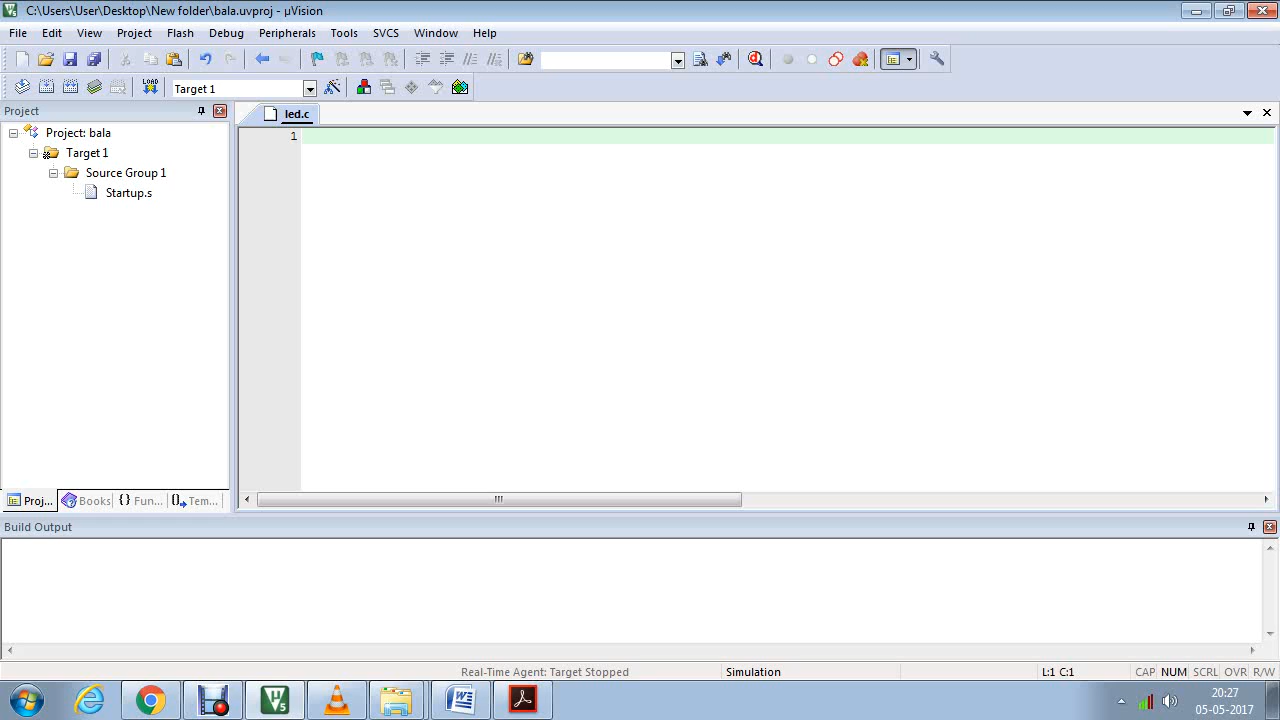 C:\Users\User\Desktop\New folder\bala.uvproj - µVision
File Edit View Project Flash Debug Peripherals Tools SVCS Window Help
LOAD Target 1
Project
led.c
1
Project: bala
Target 1
Source Group 1
Startup.s
Proj... Books {} Fun... Tem...
Build Output
Real-Time Agent: Target Stopped Simulation L:1 C:1 CAP NUM SCRL OVR R/W
20:27
05-05-2017